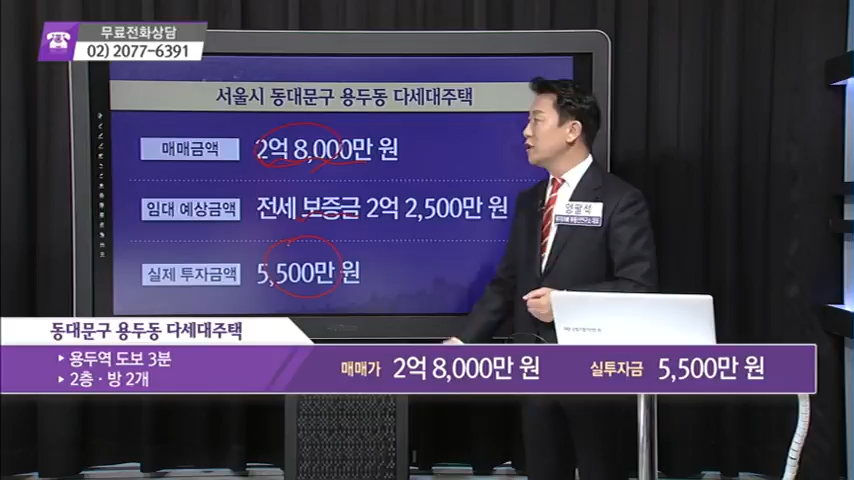 무료전화상담
02) 2077-6391
서울시 동대문구 용두동 다세대주택
매매금액 2억 8,000만 원
임대 예상금액 전세 보증금 2억 2,500만 원
실제 투자금액 5,500만 원
동대문구 용두동 다세대주택
▸ 용두역 도보 3분
▸ 2층 · 방 2개
매매가 2억 8,000만 원 실투자금 5,500만 원